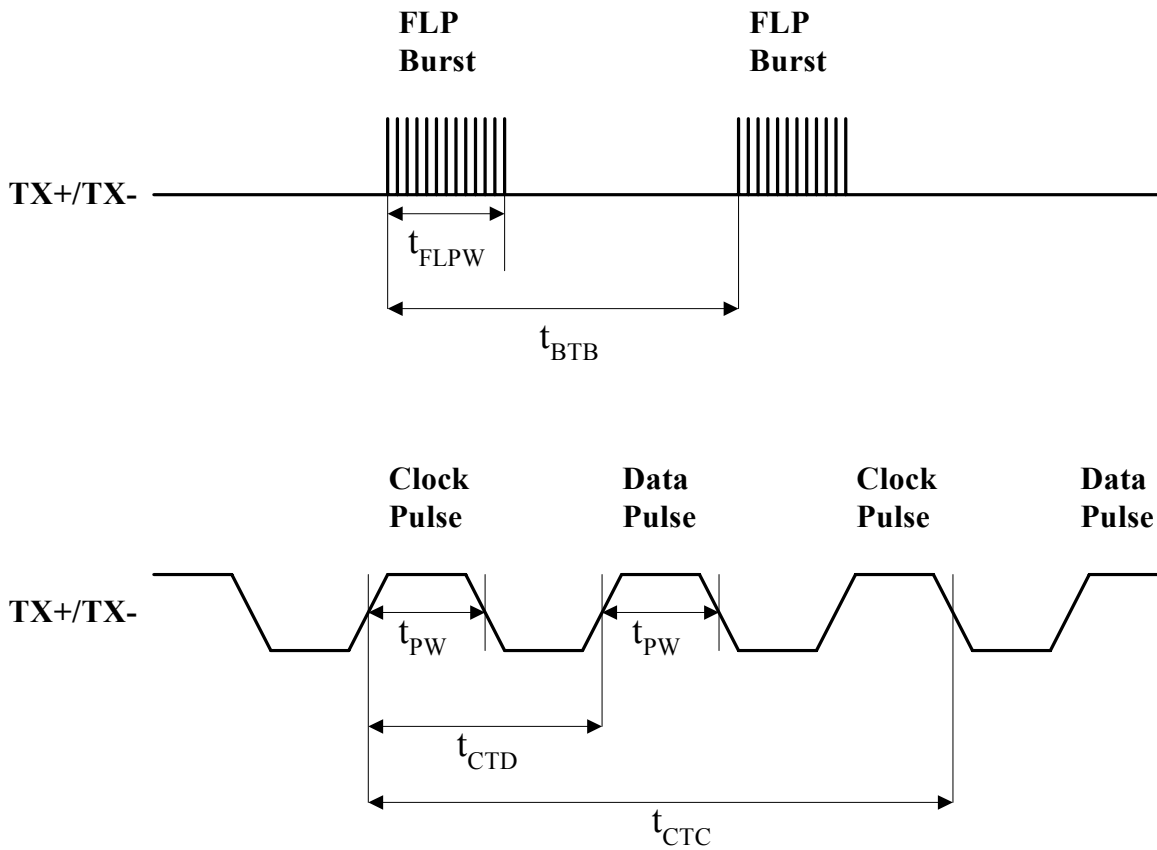 FLP
Burst
FLP
Burst
TX+/TX-
tFLPW
tBTB
Clock
Pulse
Data
Pulse
Clock
Pulse
Data
Pulse
TX+/TX-
tPW
tPW
tCTD
tCTC